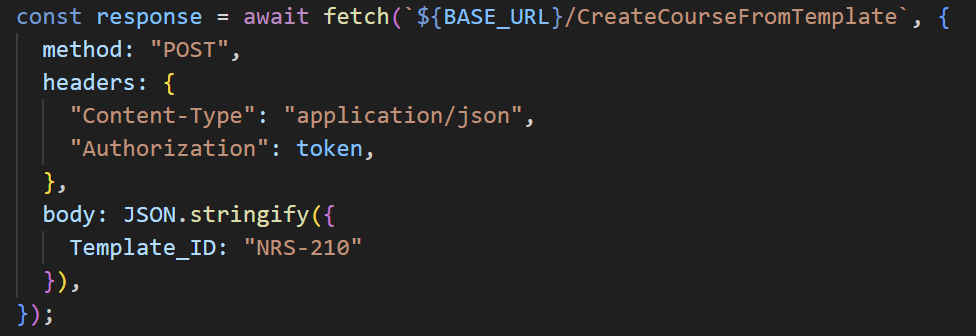 const response = await fetch(`${BASE_URL}/CreateCourseFromTemplate`, {
  method: "POST",
  headers: {
    "Content-Type": "application/json",
    "Authorization": token,
  },
  body: JSON.stringify({
    Template_ID: "NRS-210"
  }),
});